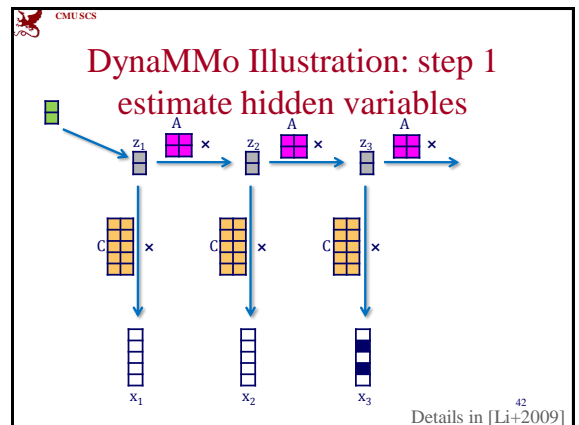 CMU SCS
DynaMMo Illustration: step 1
estimate hidden variables
A A A
z₁ × z₂ × z₃ ×
C × C × C ×
x₁ x₂ x₃
42
Details in [Li+2009]